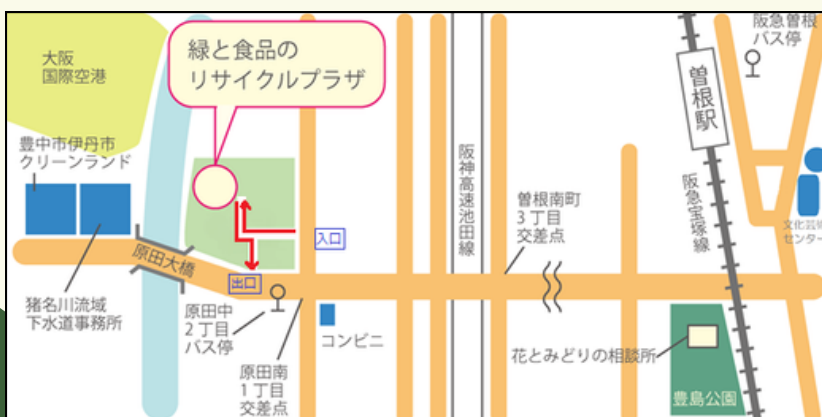 大阪
国際空港
緑と食品の
リサイクルプラザ
阪急曽根
バス停
曽根駅
豊中市伊丹市
クリーンランド
阪神高速池田線
阪急宝塚線
曽根南町
3丁目
交差点
文化芸術
センター
入口
原田大橋
出口
猪名川流域
下水道事務所
原田中
2丁目
バス停
コンビニ
原田南
1丁目
交差点
花とみどりの相談所
豊島公園